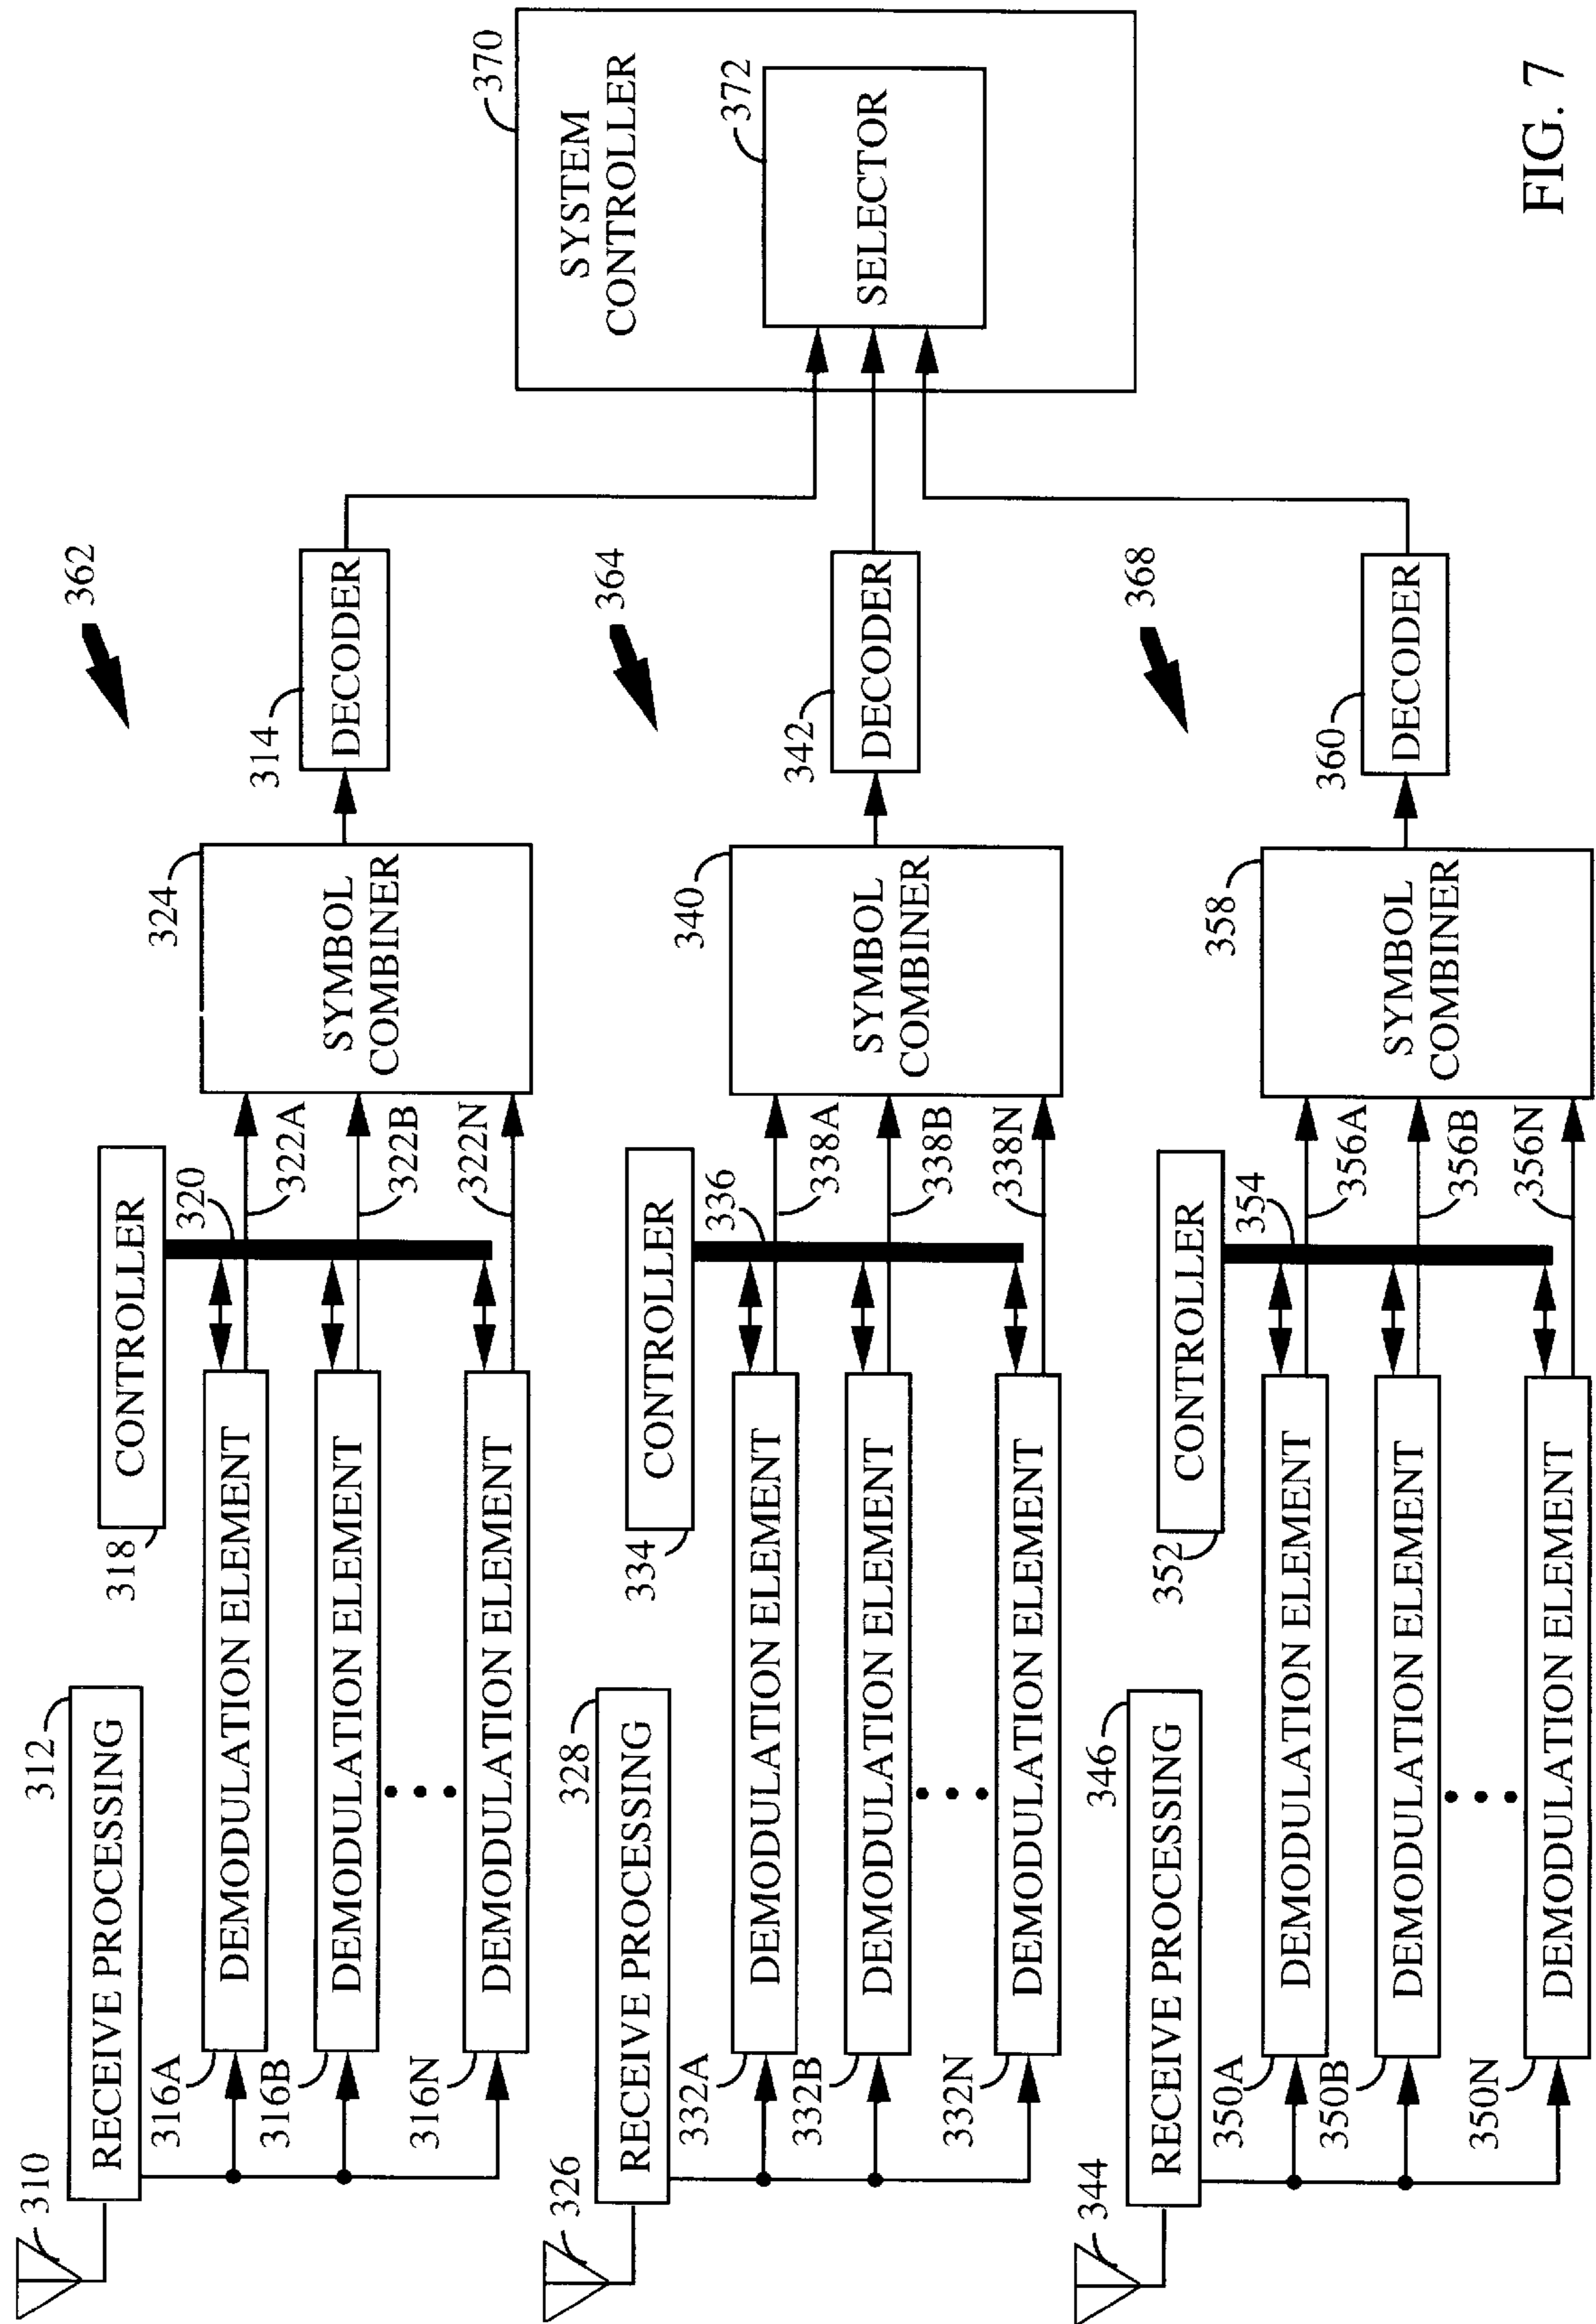 310
RECEIVE PROCESSING
312
318
CONTROLLER
316A
DEMODULATION ELEMENT
320
322A
316B
DEMODULATION ELEMENT
322B
316N
DEMODULATION ELEMENT
322N
324
SYMBOL
COMBINER
314
DECODER
362
326
RECEIVE PROCESSING
328
334
CONTROLLER
332A
DEMODULATION ELEMENT
336
338A
332B
DEMODULATION ELEMENT
338B
332N
DEMODULATION ELEMENT
338N
340
SYMBOL
COMBINER
342
DECODER
364
344
RECEIVE PROCESSING
346
352
CONTROLLER
350A
DEMODULATION ELEMENT
354
356A
350B
DEMODULATION ELEMENT
356B
350N
DEMODULATION ELEMENT
356N
358
SYMBOL
COMBINER
360
DECODER
368
370
SYSTEM
CONTROLLER
372
SELECTOR
FIG. 7